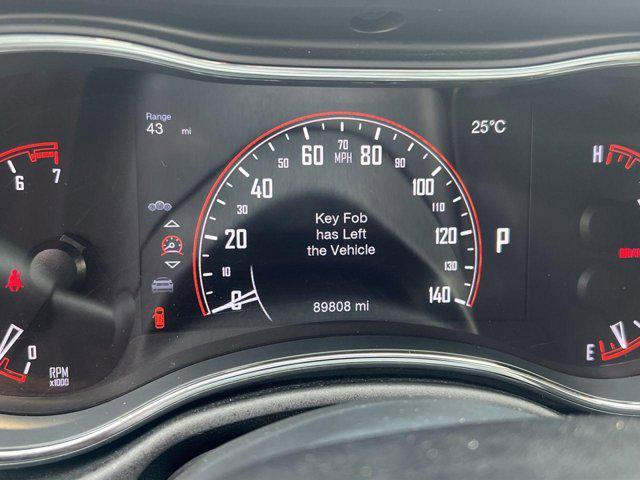 Range
43 mi
25°C
H
6
7
50
60
70
MPH
80
90
40
100
30
110
20
120
10
130
0
140
Key Fob
has Left
the Vehicle
P
89808 mi
0
RPM
x1000
E